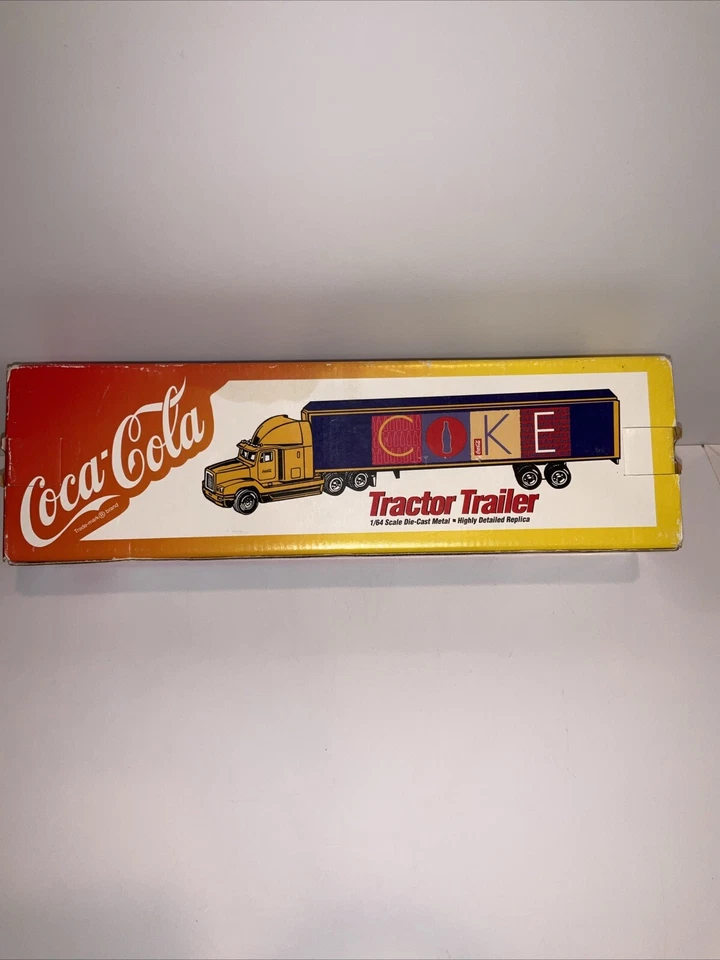 Coca-Cola
Trade-mark ® brand
COKE
Tractor Trailer
1/64 Scale Die-Cast Metal • Highly Detailed Replica